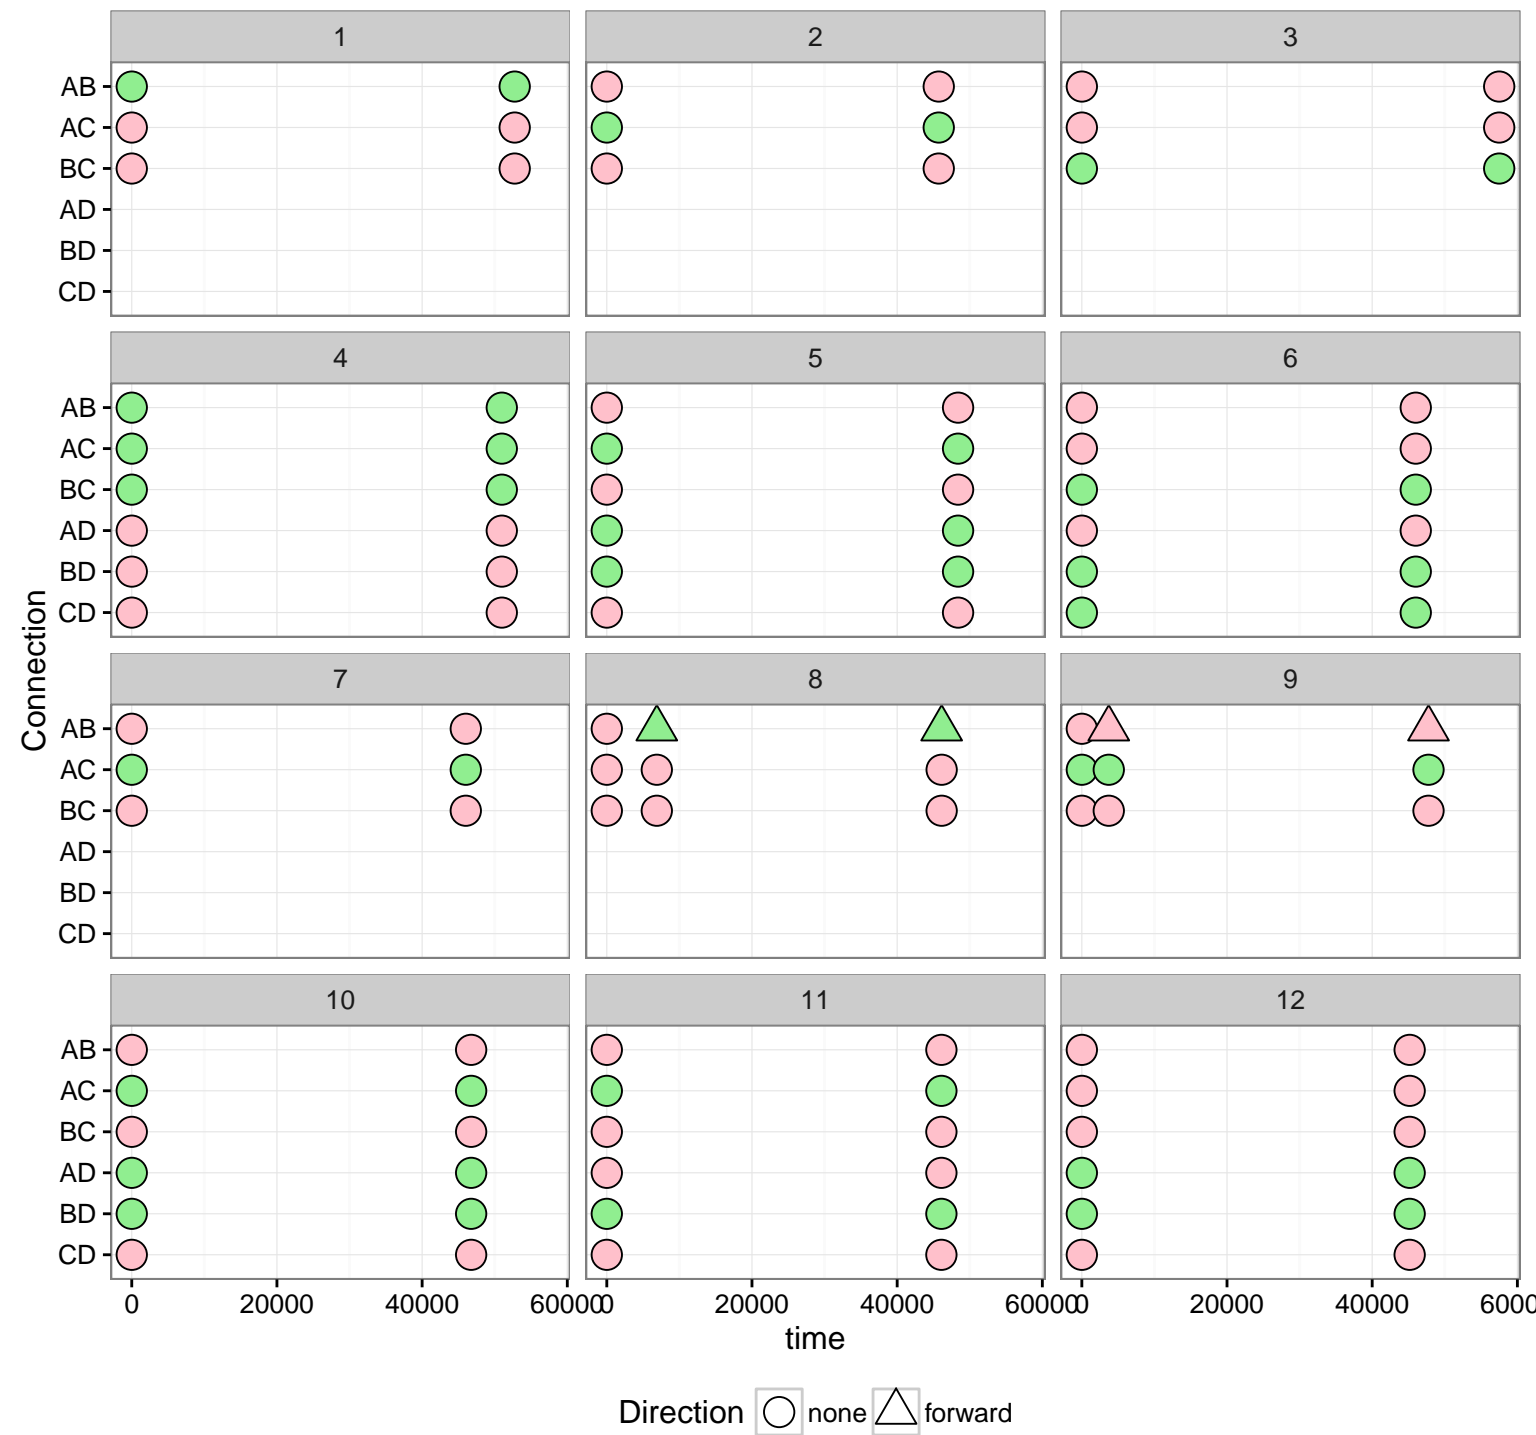 1 2 3
AB
AC
BC
AD
BD
CD
4 5 6
AB
AC
BC
AD
BD
CD
Connection
7 8 9
AB
AC
BC
AD
BD
CD
10 11 12
AB
AC
BC
AD
BD
CD
0 20000 40000 60000 0 20000 40000 60000 0 20000 40000 6000
time
Direction none forward